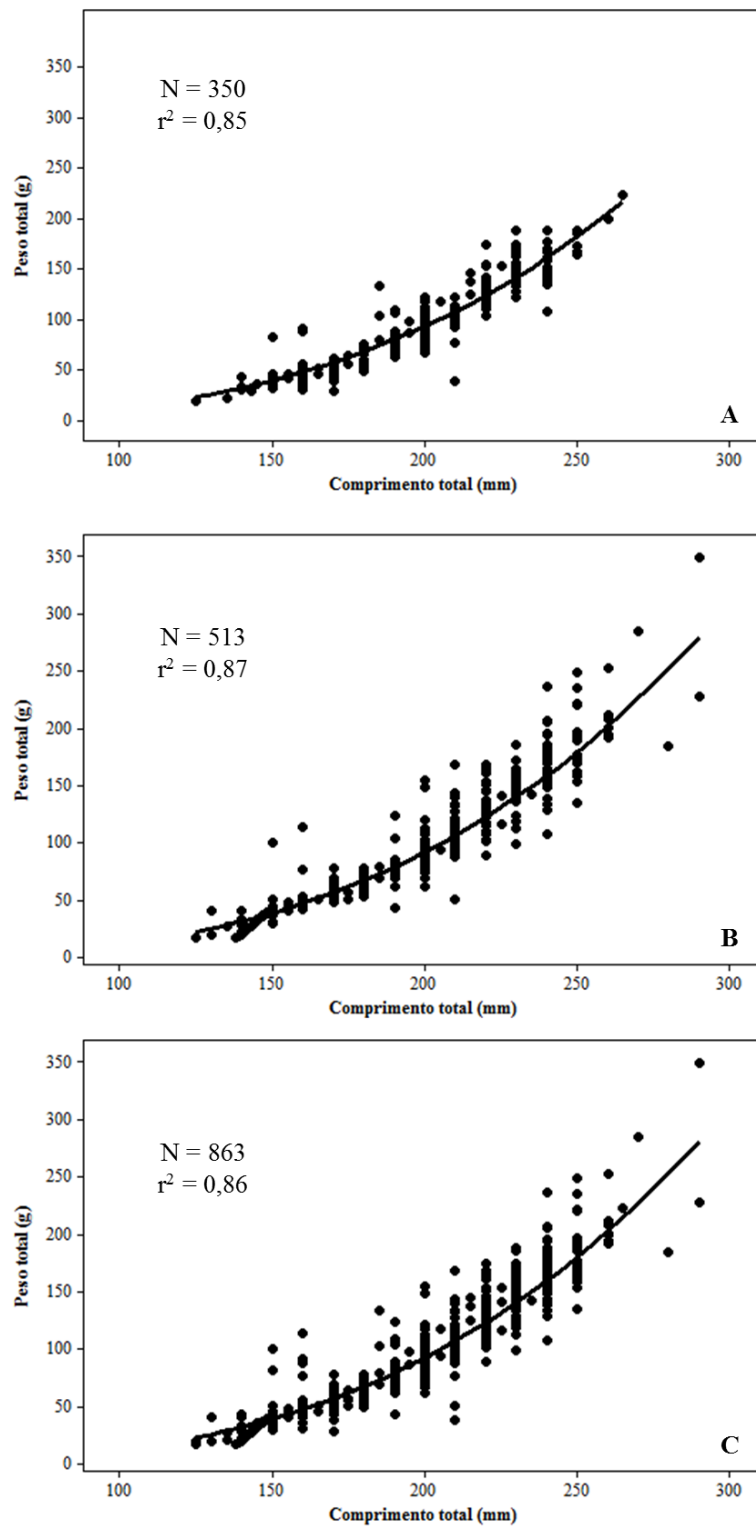 350
300
250
200
150
100
50
0
Peso total (g)
N = 350
r² = 0,85
A
100
150
200
250
300
Comprimento total (mm)
350
300
250
200
150
100
50
0
Peso total (g)
N = 513
r² = 0,87
B
100
150
200
250
300
Comprimento total (mm)
350
300
250
200
150
100
50
0
Peso total (g)
N = 863
r² = 0,86
C
100
150
200
250
300
Comprimento total (mm)